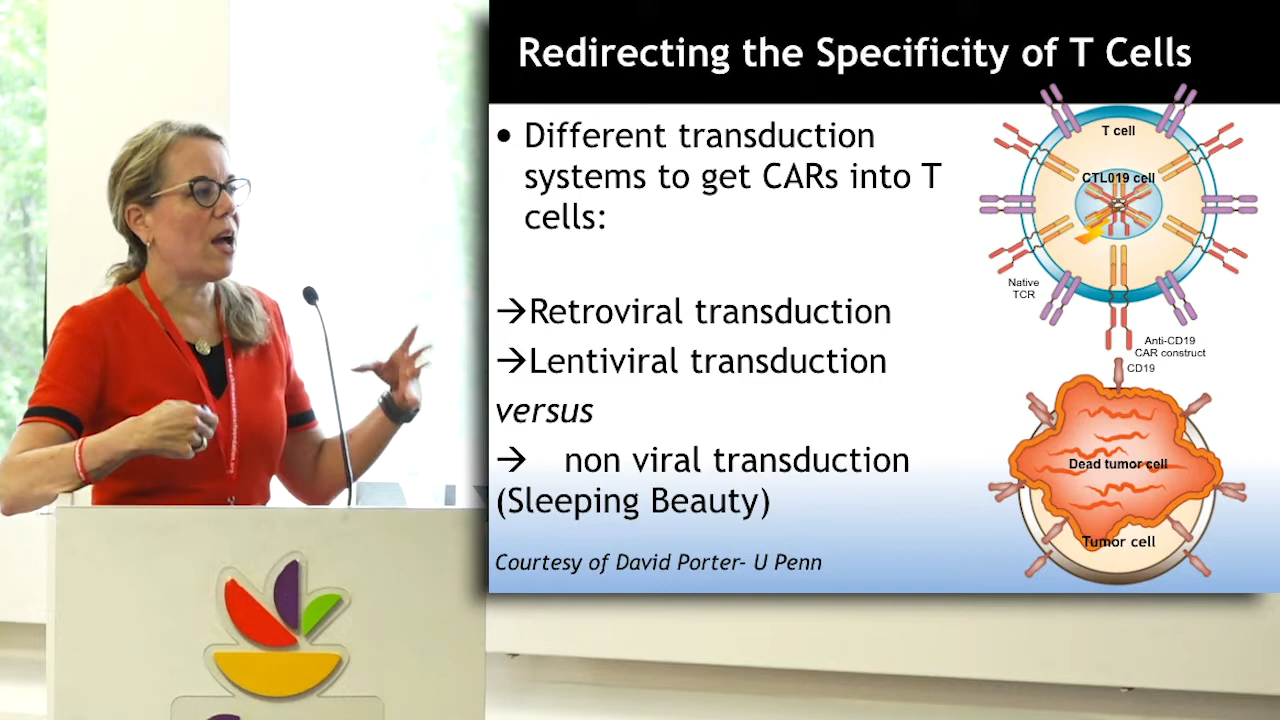 Redirecting the Specificity of T Cells
• Different transduction
systems to get CARs into T
cells:
→Retroviral transduction
→Lentiviral transduction
versus
→ non viral transduction
(Sleeping Beauty)
Courtesy of David Porter- U Penn
T cell
CTL019 cell
Native
TCR
Anti-CD19
CAR construct
CD19
Dead tumor cell
Tumor cell